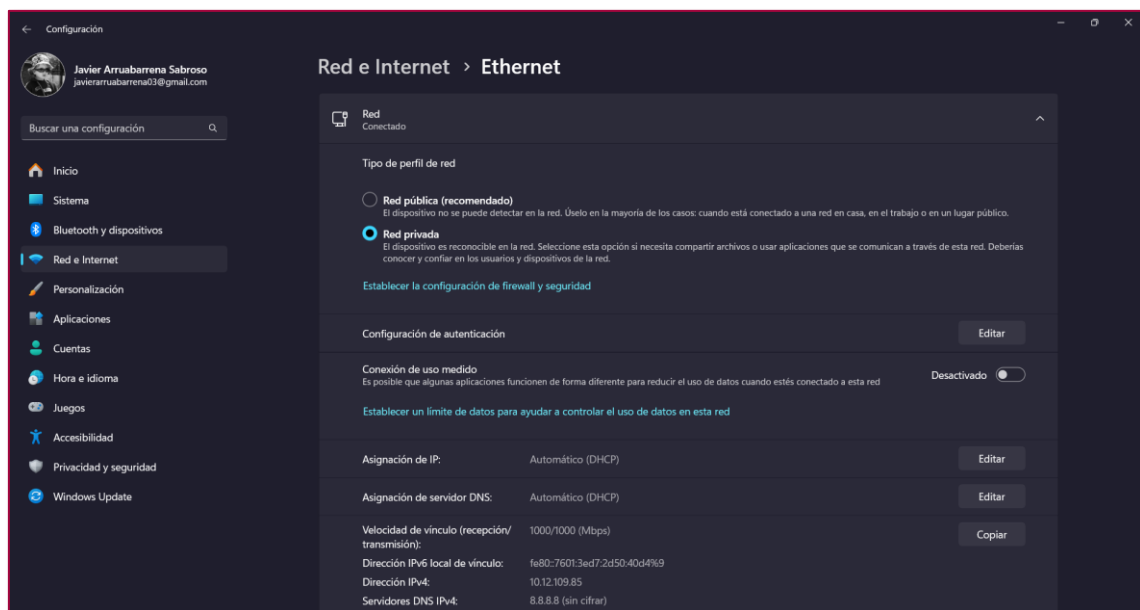 Configuración
Javier Arruabarrena Sabroso
javierarruabarrena03@gmail.com
Buscar una configuración
Inicio
Sistema
Bluetooth y dispositivos
Red e Internet
Personalización
Aplicaciones
Cuentas
Hora e idioma
Juegos
Accesibilidad
Privacidad y seguridad
Windows Update
Red e Internet > Ethernet
Red
Conectado
Tipo de perfil de red
Red pública (recomendado)
El dispositivo no se puede detectar en la red. Úselo en la mayoría de los casos: cuando está conectado a una red en casa, en el trabajo o en un lugar público.
Red privada
El dispositivo es reconocible en la red. Seleccione esta opción si necesita compartir archivos o usar aplicaciones que se comunican a través de esta red. Deberías
conocer y confiar en los usuarios y dispositivos de la red.
Establecer la configuración de firewall y seguridad
Configuración de autenticación Editar
Conexión de uso medido
Es posible que algunas aplicaciones funcionen de forma diferente para reducir el uso de datos cuando estés conectado a esta red
Desactivado
Establecer un límite de datos para ayudar a controlar el uso de datos en esta red
Asignación de IP: Automático (DHCP) Editar
Asignación de servidor DNS: Automático (DHCP) Editar
Velocidad de vínculo (recepción/ 1000/1000 (Mbps) Copiar
transmisión):
Dirección IPv6 local de vínculo: fe80::7601:3ed7:2d50:40d4%9
Dirección IPv4: 10.12.109.85
Servidores DNS IPv4: 8.8.8.8 (sin cifrar)